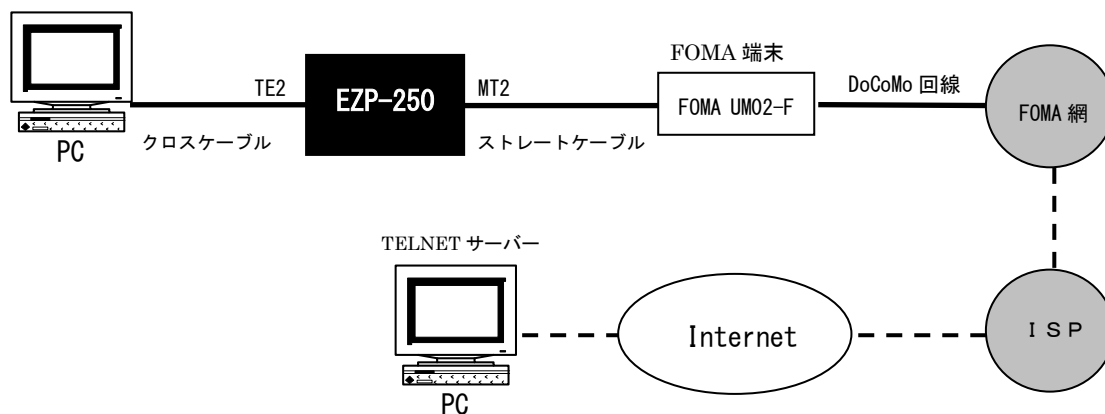 FOMA 端末
TE2
EZP-250
MT2
FOMA UM02-F
DoCoMo 回線
FOMA 網
クロスケーブル
ストレートケーブル
PC
TELNET サーバー
Internet
ＩＳＰ
PC